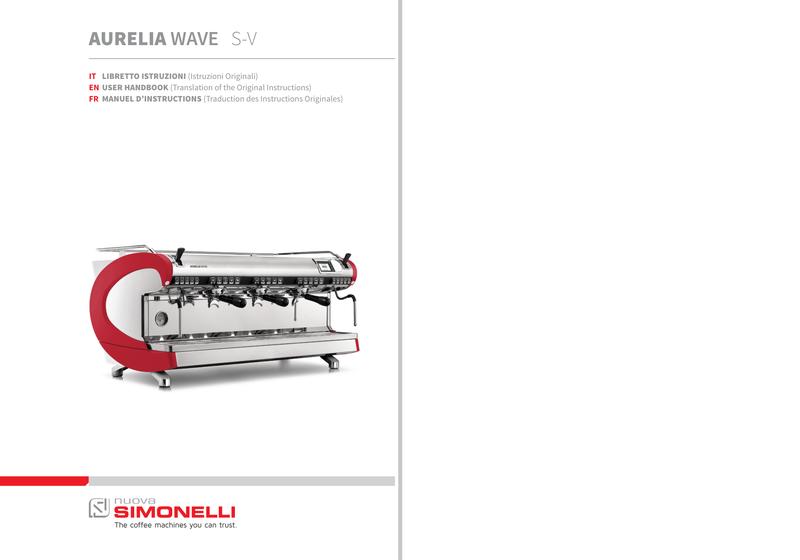 AURELIA WAVE S-V
IT LIBRETTO ISTRUZIONI (Istruzioni Originali)
EN USER HANDBOOK (Translation of the Original Instructions)
FR MANUEL D'INSTRUCTIONS (Traduction des Instructions Originales)
nuova
SIMONELLI
The coffee machines you can trust.